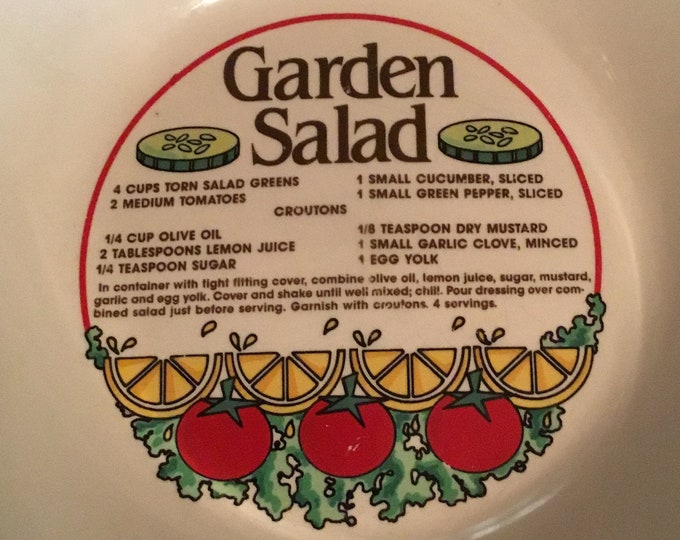 Garden
Salad
4 CUPS TORN SALAD GREENS
2 MEDIUM TOMATOES
1 SMALL CUCUMBER, SLICED
1 SMALL GREEN PEPPER, SLICED
CROUTONS
1/4 CUP OLIVE OIL
2 TABLESPOONS LEMON JUICE
1/4 TEASPOON SUGAR
1/8 TEASPOON DRY MUSTARD
1 SMALL GARLIC CLOVE, MINCED
1 EGG YOLK
In container with tight fitting cover, combine olive oil, lemon juice, sugar, mustard,
garlic and egg yolk. Cover and shake until well mixed; chill. Pour dressing over com-
bined salad just before serving. Garnish with croutons. 4 servings.